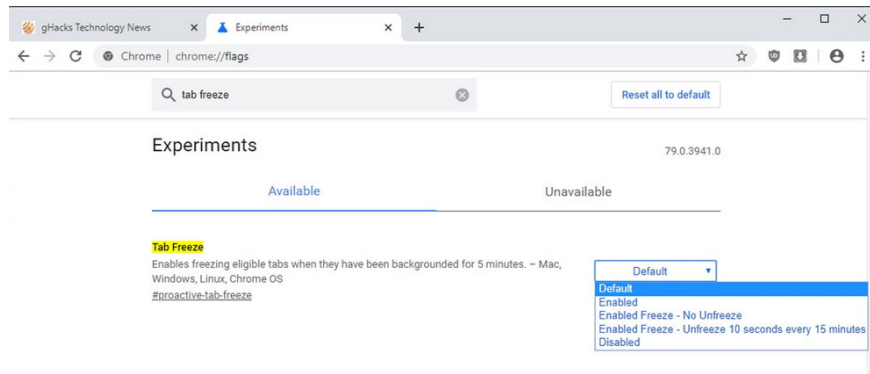 gHacks Technology News
Experiments
Chrome | chrome://flags
tab freeze
Reset all to default
Experiments
79.0.3941.0
Available
Unavailable
Tab Freeze
Enables freezing eligible tabs when they have been backgrounded for 5 minutes. – Mac,
Windows, Linux, Chrome OS
#proactive-tab-freeze
Default
Default
Enabled
Enabled Freeze - No Unfreeze
Enabled Freeze - Unfreeze 10 seconds every 15 minutes
Disabled